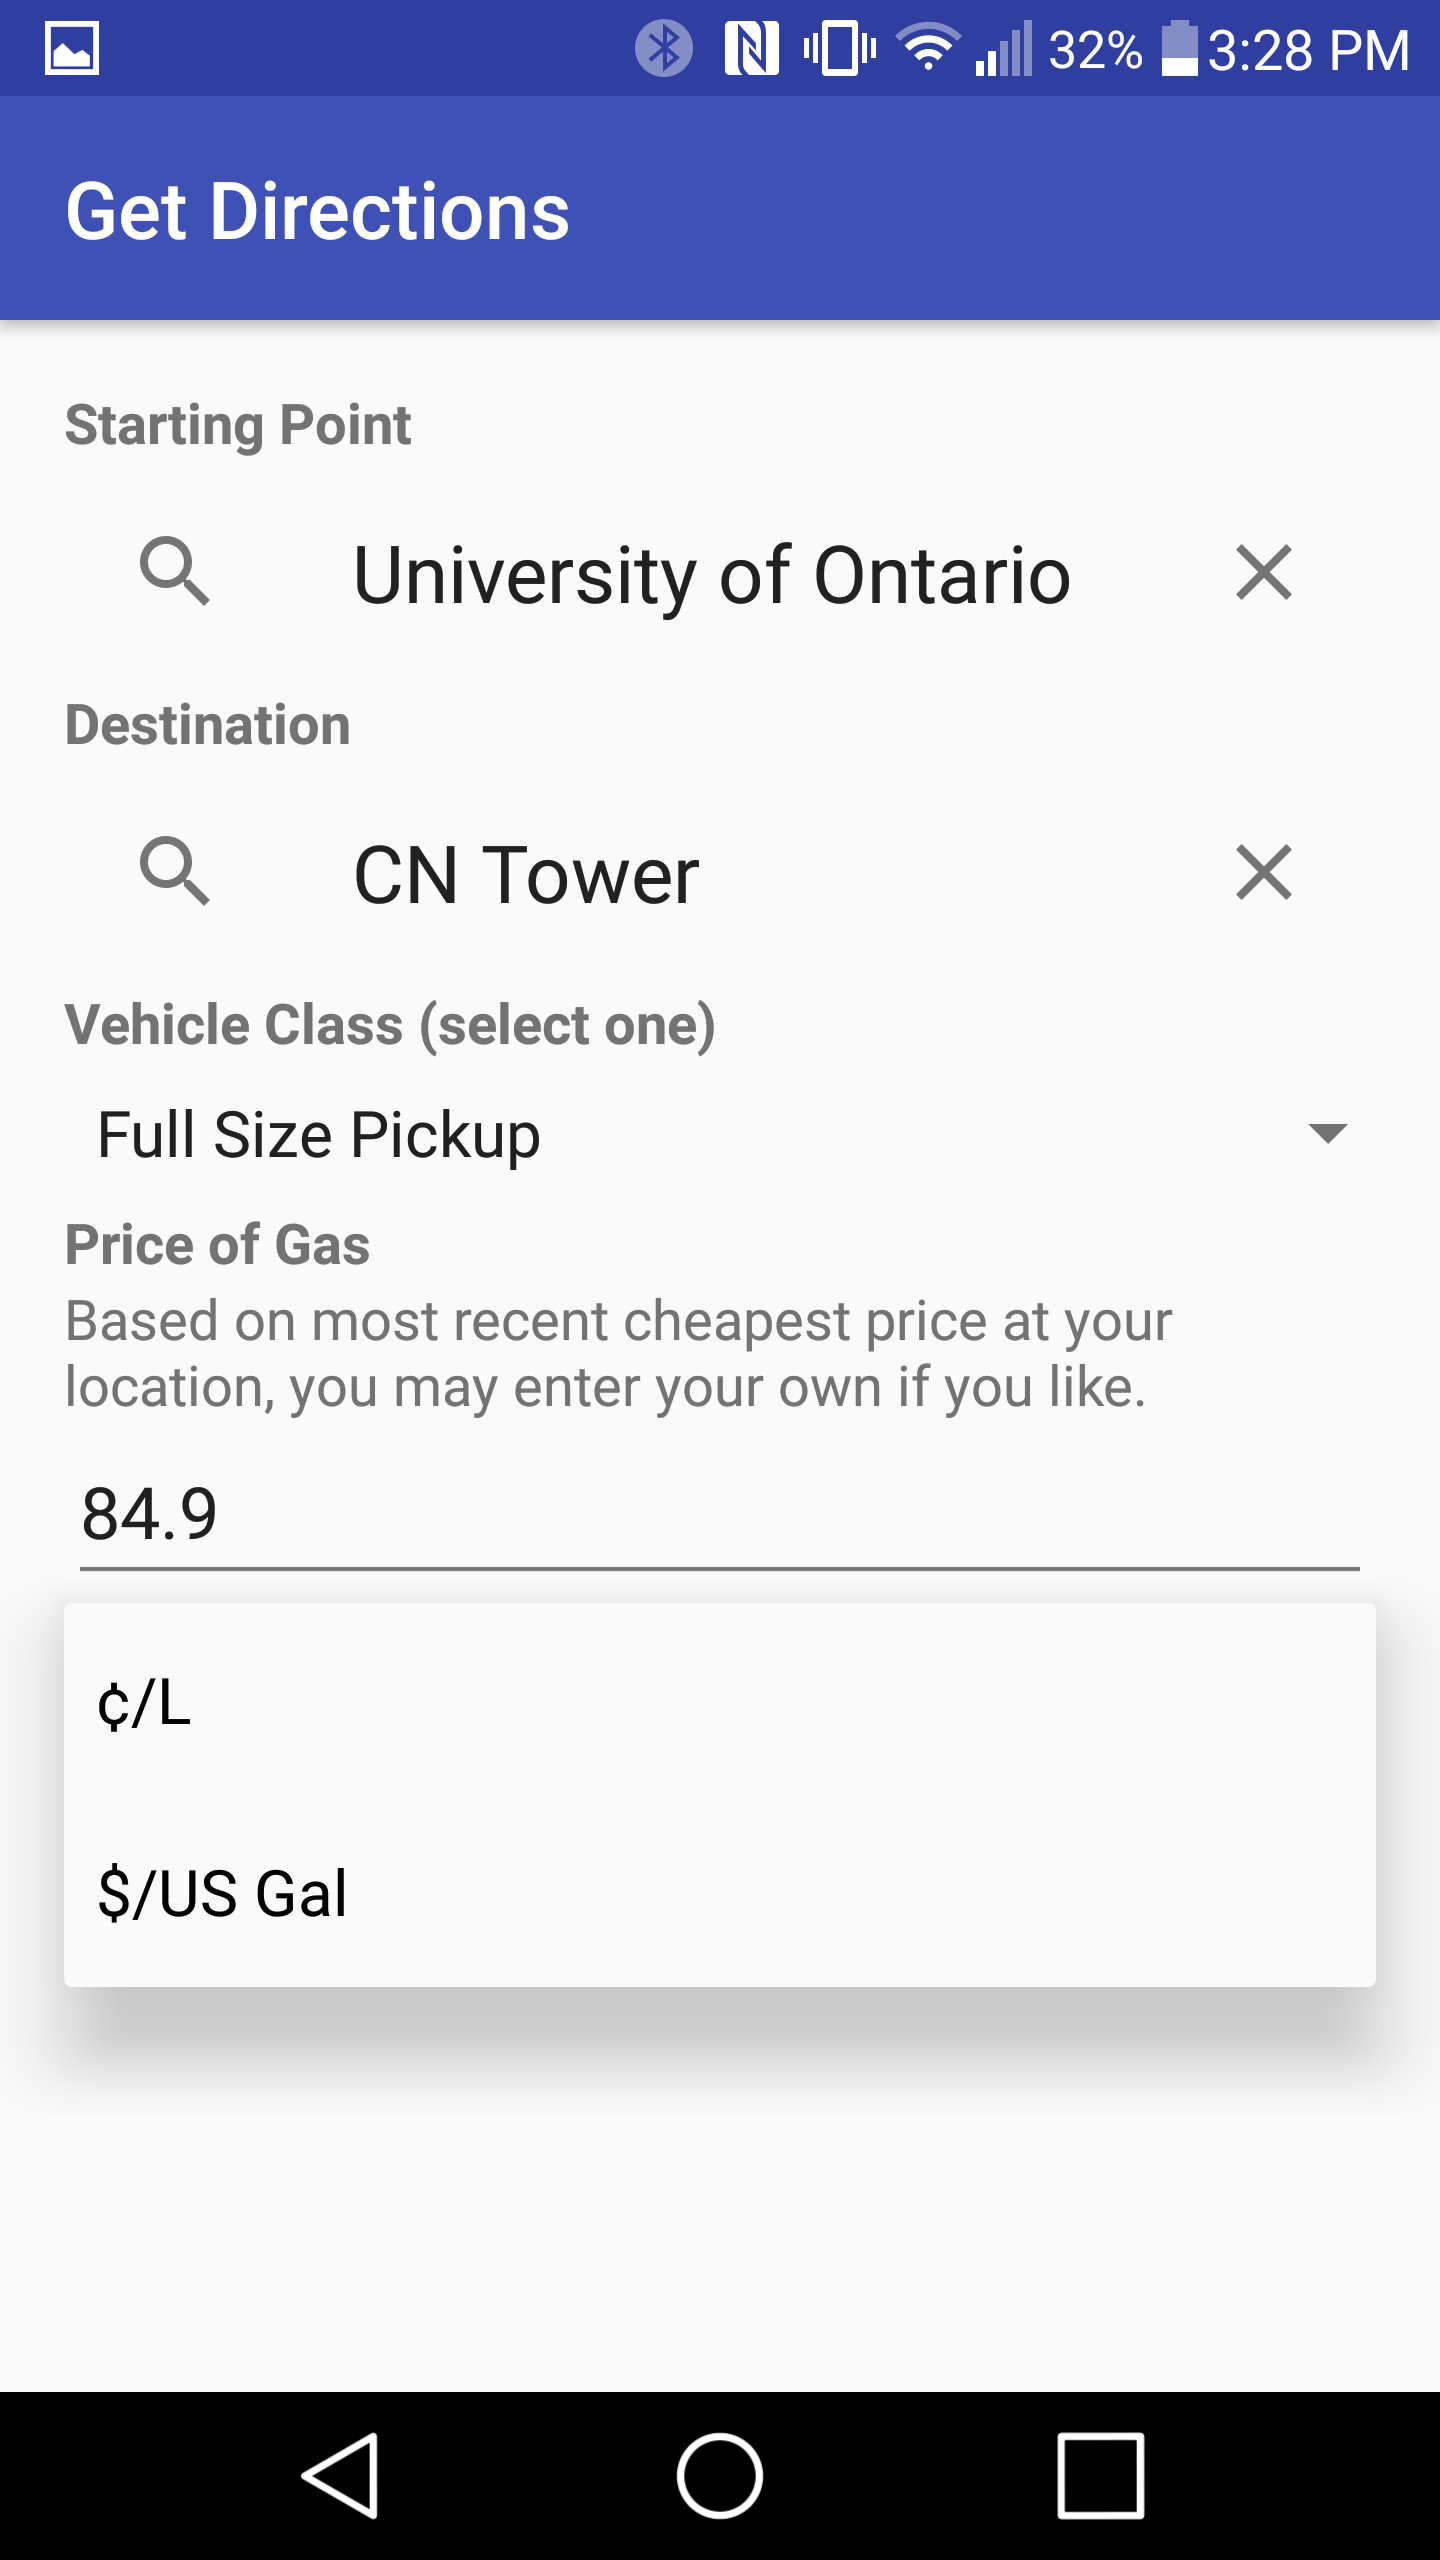 32% 3:28 PM
Get Directions
Starting Point
University of Ontario
Destination
CN Tower
Vehicle Class (select one)
Full Size Pickup
Price of Gas
Based on most recent cheapest price at your
location, you may enter your own if you like.
84.9
¢/L
$/US Gal